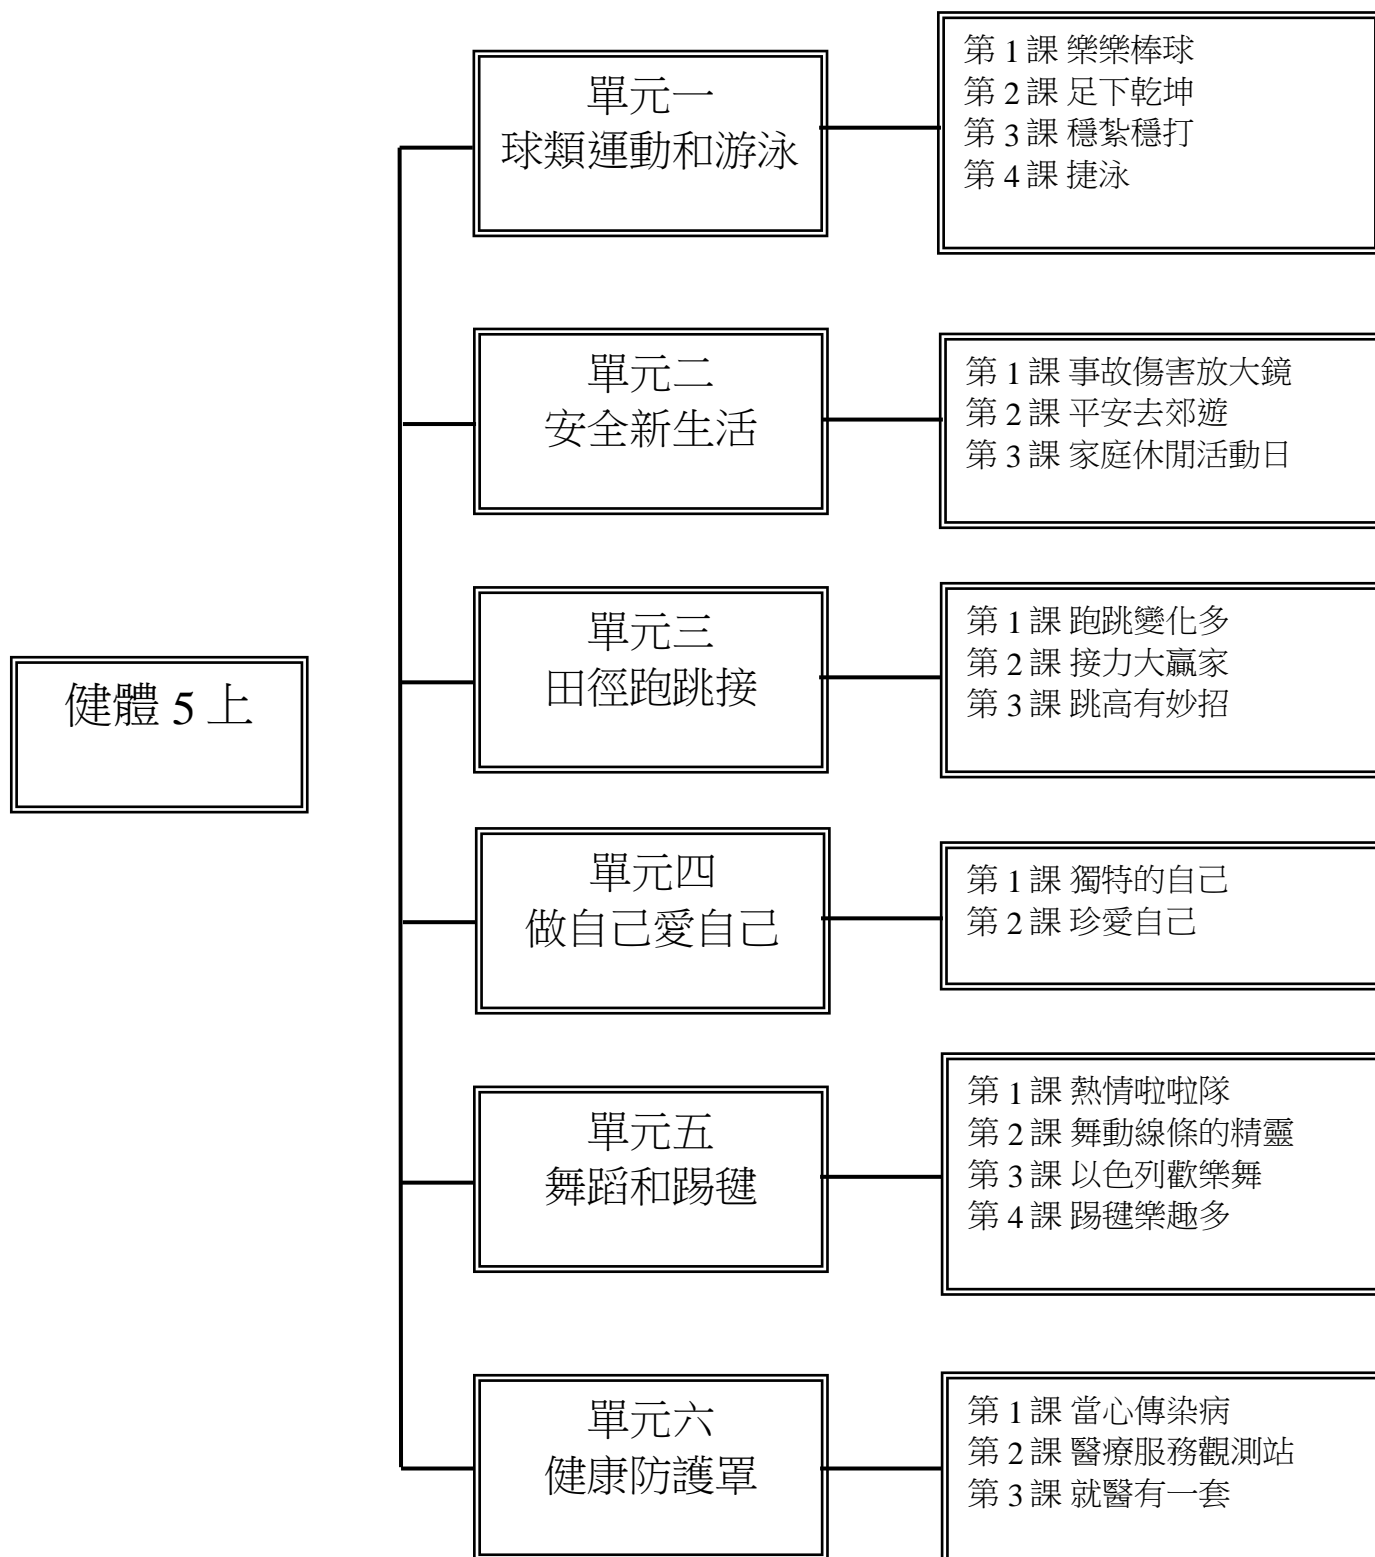 單元一
球類運動和游泳
第 1 課 樂樂棒球
第 2 課 足下乾坤
第 3 課 穩紮穩打
第 4 課 捷泳
單元二
安全新生活
第 1 課 事故傷害放大鏡
第 2 課 平安去郊遊
第 3 課 家庭休閒活動日
健體 5 上
單元三
田徑跑跳接
第 1 課 跑跳變化多
第 2 課 接力大贏家
第 3 課 跳高有妙招
單元四
做自己愛自己
第 1 課 獨特的自己
第 2 課 珍愛自己
單元五
舞蹈和踢毽
第 1 課 熱情啦啦隊
第 2 課 舞動線條的精靈
第 3 課 以色列歡樂舞
第 4 課 踢毽樂趣多
單元六
健康防護罩
第 1 課 當心傳染病
第 2 課 醫療服務觀測站
第 3 課 就醫有一套